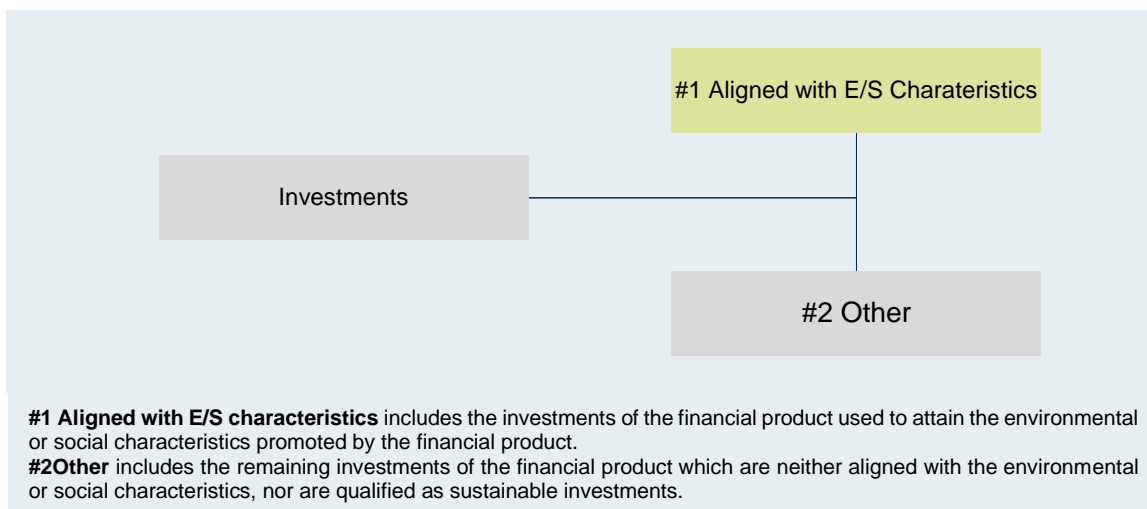 #1 Aligned with E/S Charateristics
Investments
#2 Other
#1 Aligned with E/S characteristics includes the investments of the financial product used to attain the environmental
or social characteristics promoted by the financial product.
#2Other includes the remaining investments of the financial product which are neither aligned with the environmental
or social characteristics, nor are qualified as sustainable investments.